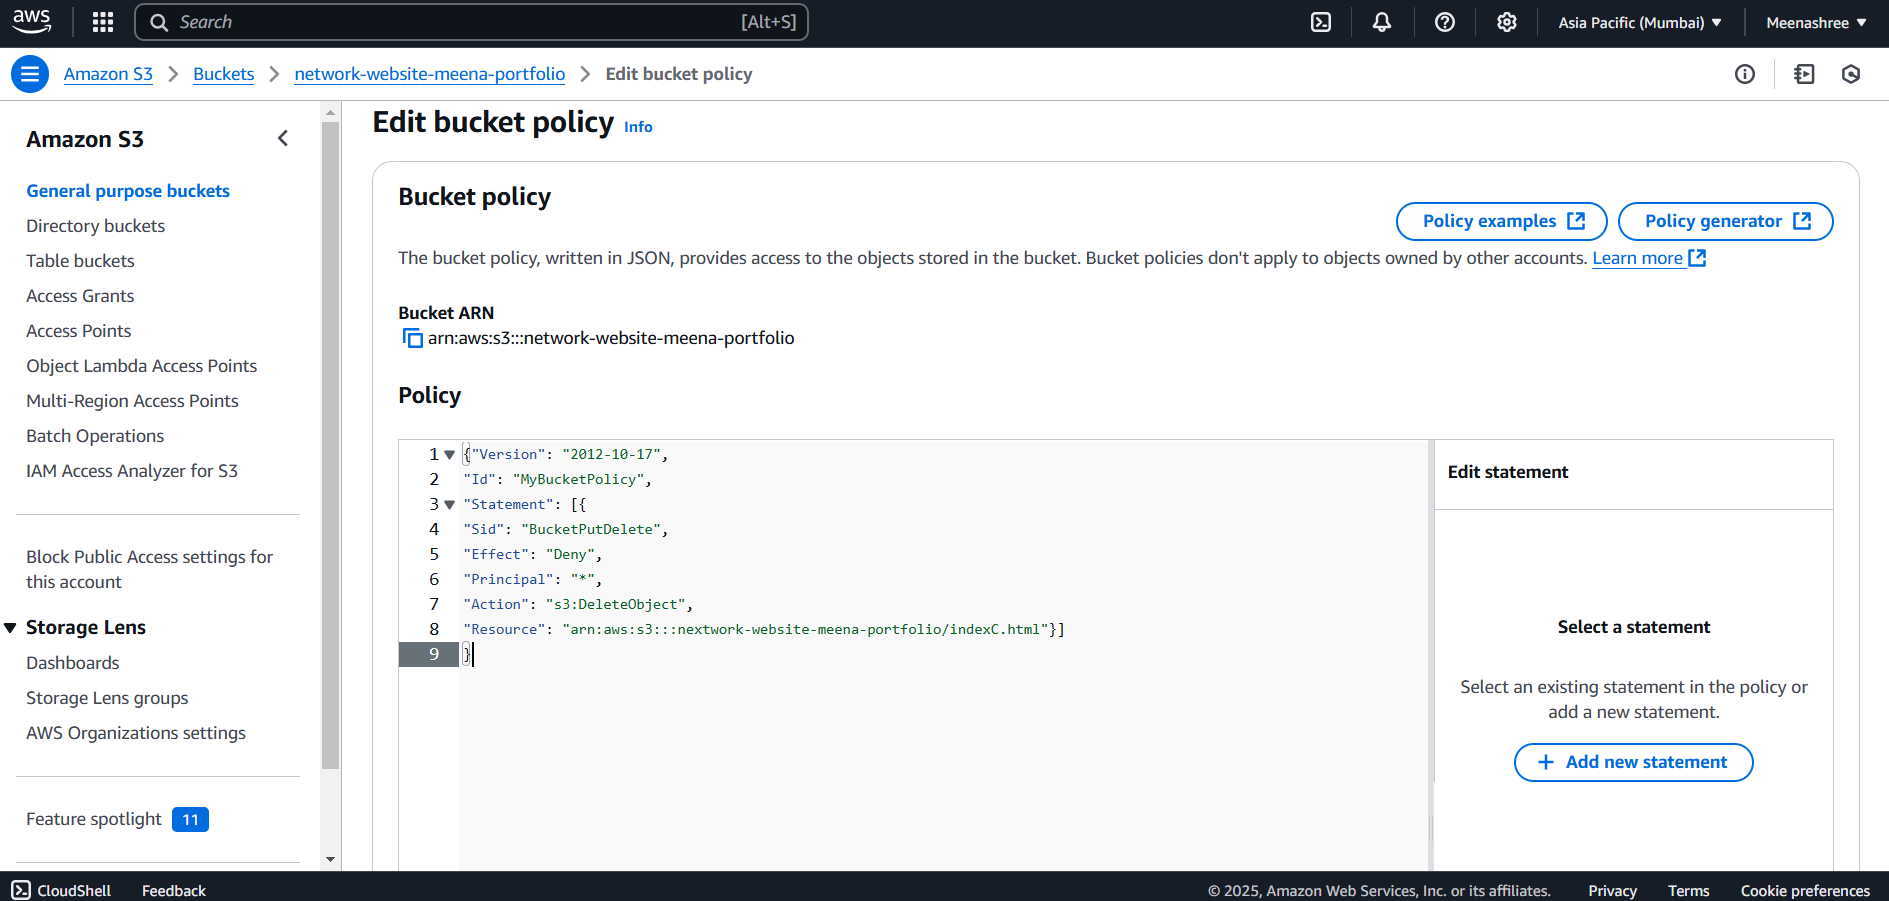 aws
Search [Alt+S]
Asia Pacific (Mumbai)
Meenashree
Amazon S3
Buckets
network-website-meena-portfolio
Edit bucket policy
Amazon S3
General purpose buckets
Directory buckets
Table buckets
Access Grants
Access Points
Object Lambda Access Points
Multi-Region Access Points
Batch Operations
IAM Access Analyzer for S3
Block Public Access settings for
this account
Storage Lens
Dashboards
Storage Lens groups
AWS Organizations settings
Feature spotlight 11
Edit bucket policy Info
Bucket policy
Policy examples
Policy generator
The bucket policy, written in JSON, provides access to the objects stored in the bucket. Bucket policies don't apply to objects owned by other accounts. Learn more
Bucket ARN
arn:aws:s3:::network-website-meena-portfolio
Policy
1 {"Version": "2012-10-17",
2 "Id": "MyBucketPolicy",
3 "Statement": [{
4 "Sid": "BucketPutDelete",
5 "Effect": "Deny",
6 "Principal": "*",
7 "Action": "s3:DeleteObject",
8 "Resource": "arn:aws:s3:::nextwork-website-meena-portfolio/indexC.html"}]
9 }
Edit statement
Select a statement
Select an existing statement in the policy or
add a new statement.
+ Add new statement
CloudShell
Feedback
© 2025, Amazon Web Services, Inc. or its affiliates.
Privacy
Terms
Cookie preferences